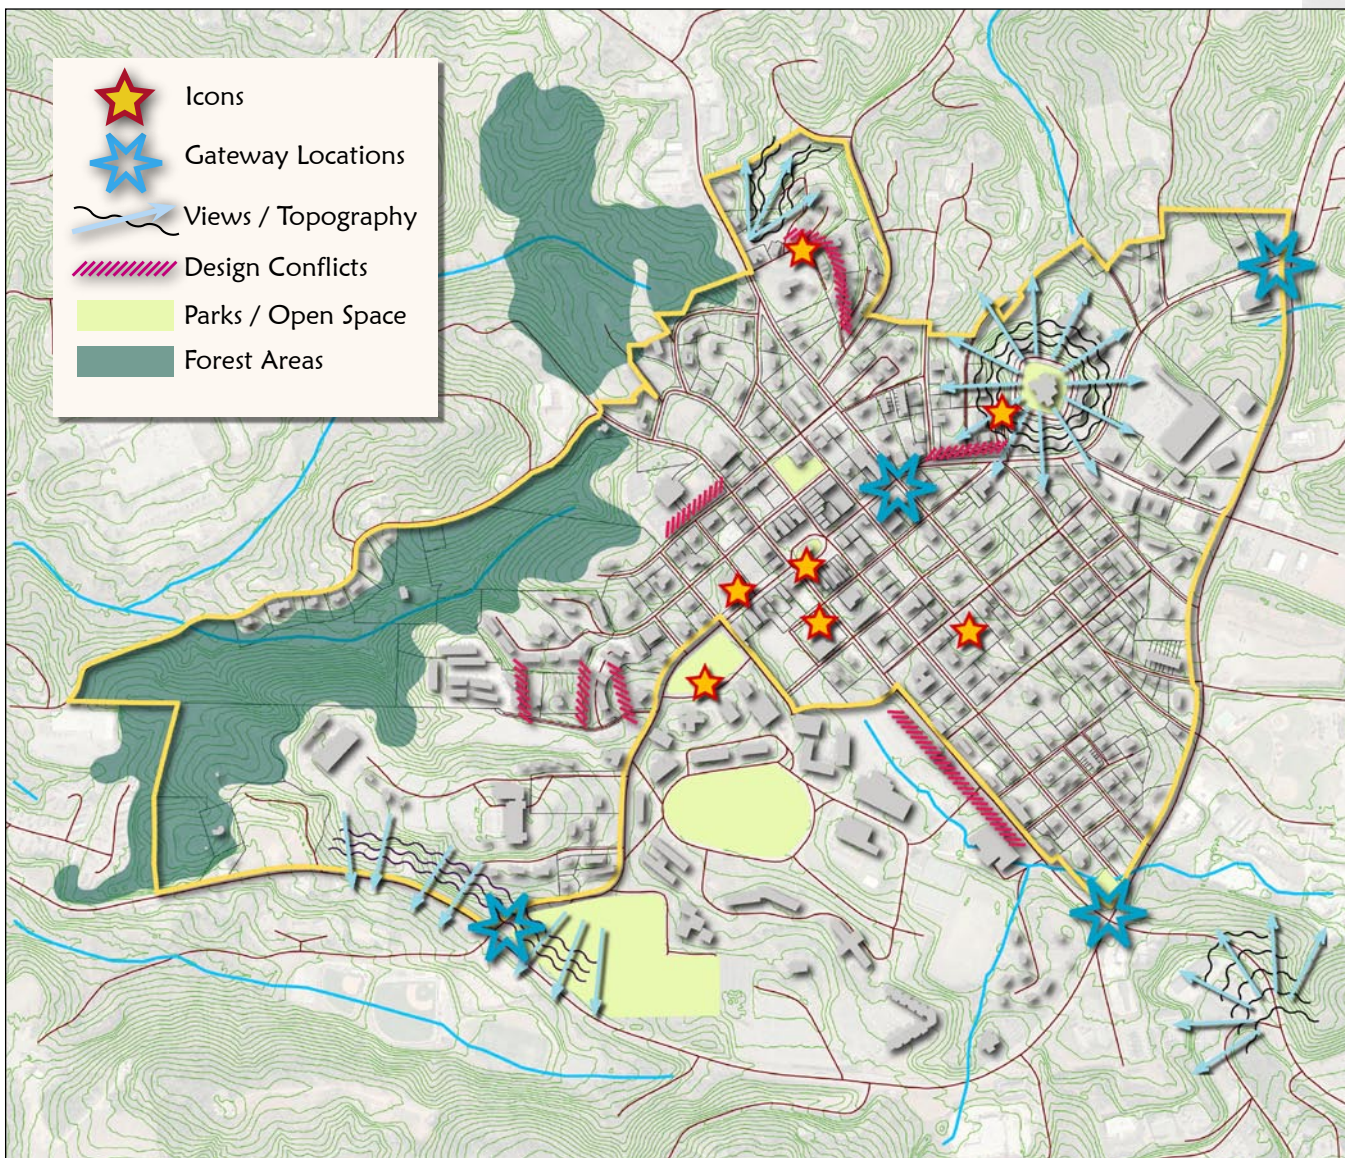 Icons
Gateway Locations
Views / Topography
Design Conflicts
Parks / Open Space
Forest Areas